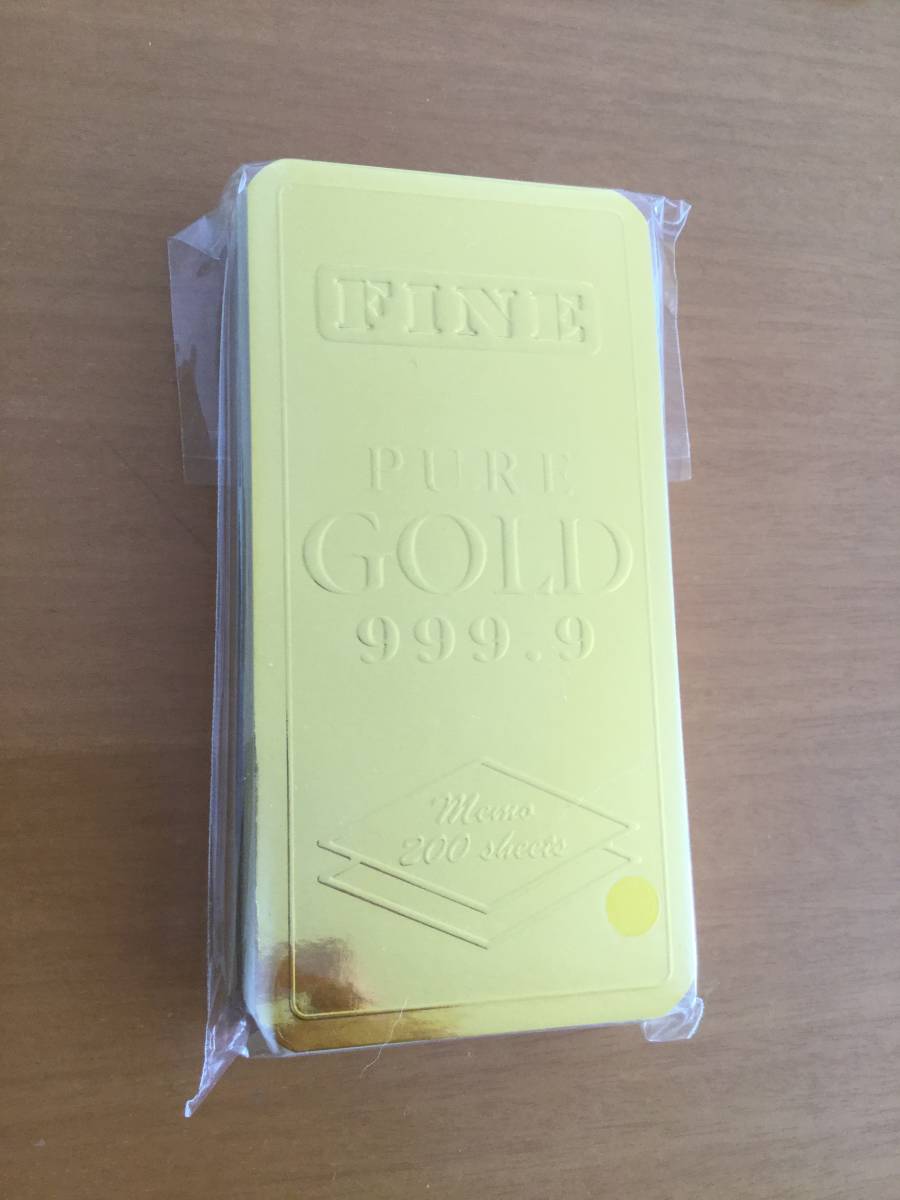 FINE
PURE
GOLD
999.9
Memo
200 sheets